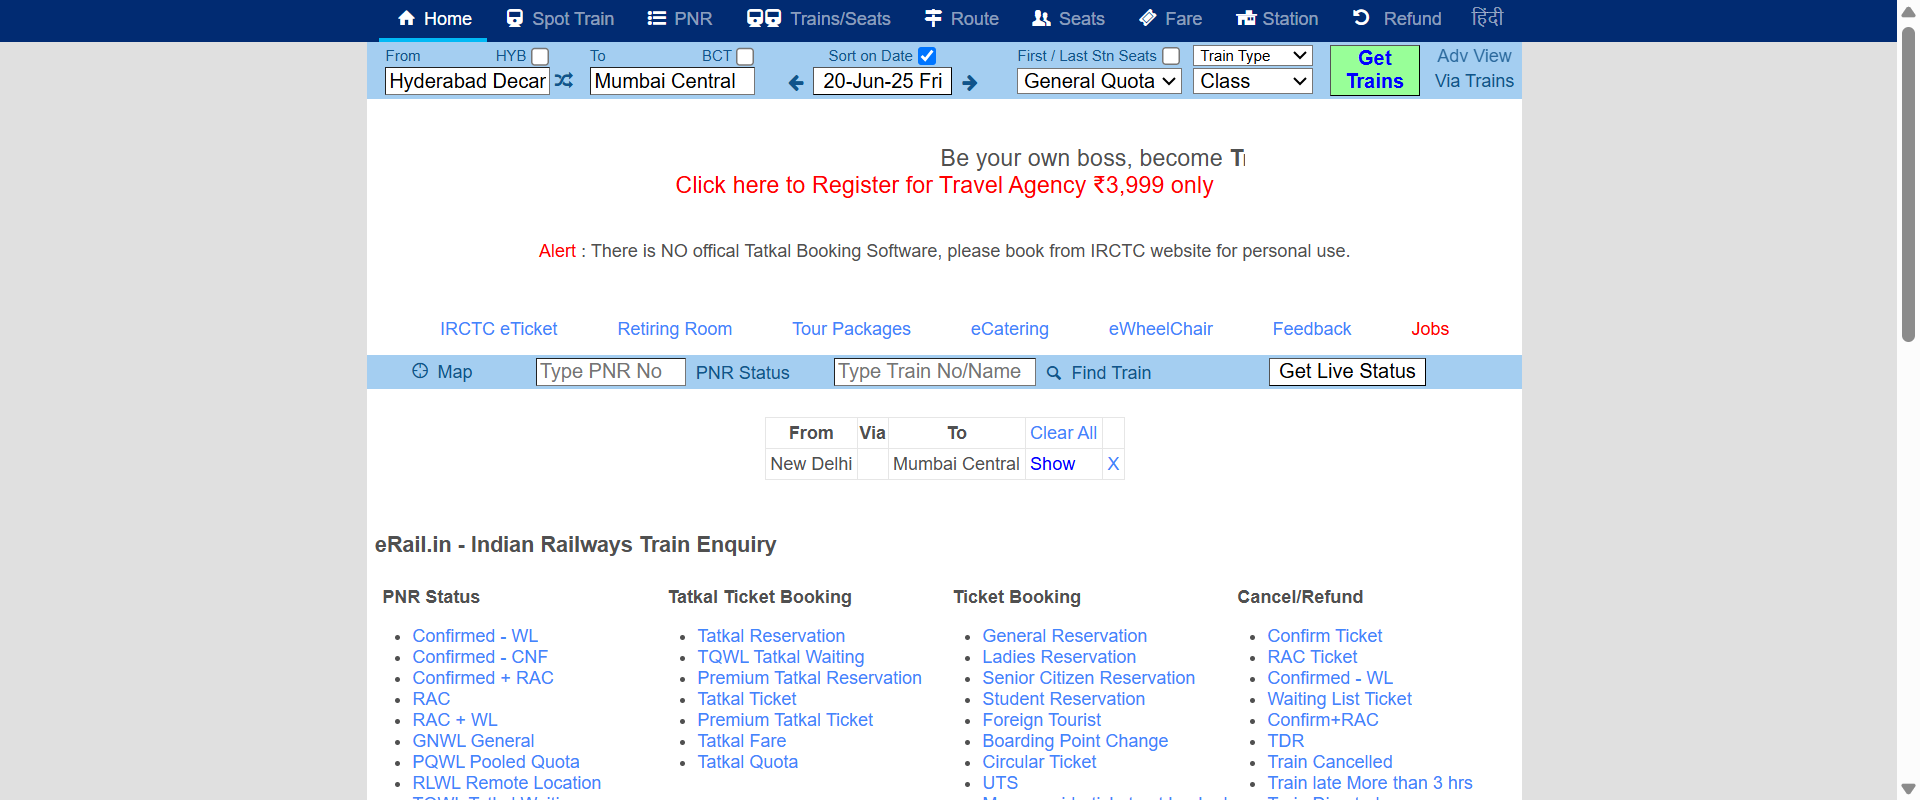 Home Spot Train PNR Trains/Seats Route Seats Fare Station Refund हिंदी
From HYB To BCT Sort on Date First / Last Stn Seats Train Type Get Trains Adv View
Hyderabad Decan Mumbai Central 20-Jun-25 Fri General Quota Class Via Trains
Be your own boss, become
Click here to Register for Travel Agency ₹3,999 only
Alert : There is NO offical Tatkal Booking Software, please book from IRCTC website for personal use.
IRCTC eTicket Retiring Room Tour Packages eCatering eWheelChair Feedback Jobs
Map Type PNR No PNR Status Type Train No/Name Find Train Get Live Status
From Via To Clear All
New Delhi Mumbai Central Show X
eRail.in - Indian Railways Train Enquiry
PNR Status
Confirmed - WL
Confirmed - CNF
Confirmed + RAC
RAC
RAC + WL
GNWL General
PQWL Pooled Quota
RLWL Remote Location
Tatkal Ticket Booking
Tatkal Reservation
TQWL Tatkal Waiting
Premium Tatkal Reservation
Tatkal Ticket
Premium Tatkal Ticket
Tatkal Fare
Tatkal Quota
Ticket Booking
General Reservation
Ladies Reservation
Senior Citizen Reservation
Student Reservation
Foreign Tourist
Boarding Point Change
Circular Ticket
UTS
Cancel/Refund
Confirm Ticket
RAC Ticket
Confirmed - WL
Waiting List Ticket
Confirm+RAC
TDR
Train Cancelled
Train late More than 3 hrs